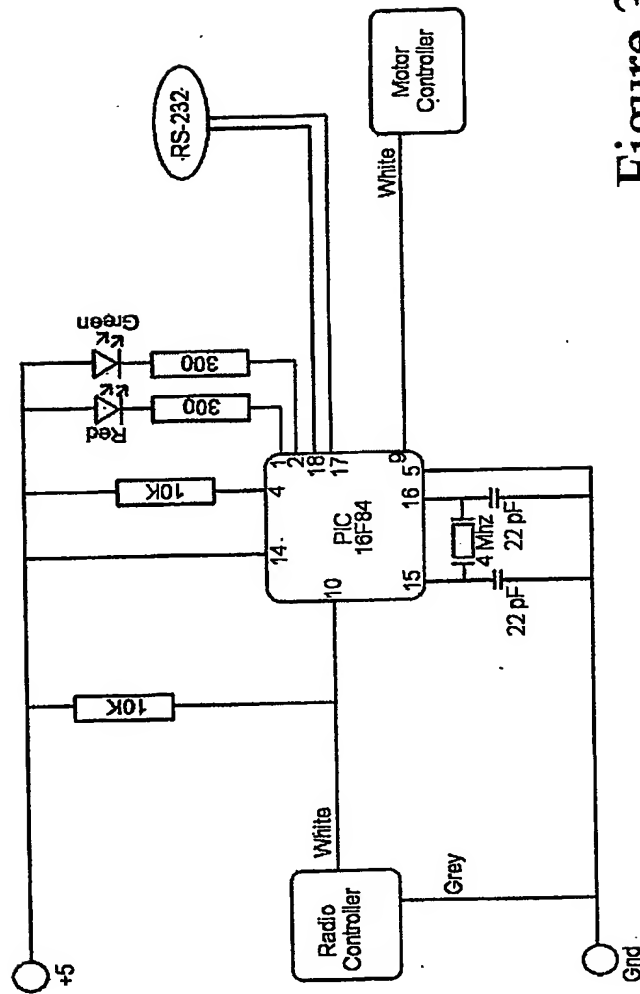 +5
Gnd
Radio
Controller
White
Grey
10K
10
14.
4
1
2
18
17
9
5
16
15
PIC
16F84
10K
Red
Green
300
300
22 pF
4 Mhz
22 pF
RS-232
White
Motor
Controller
Figure